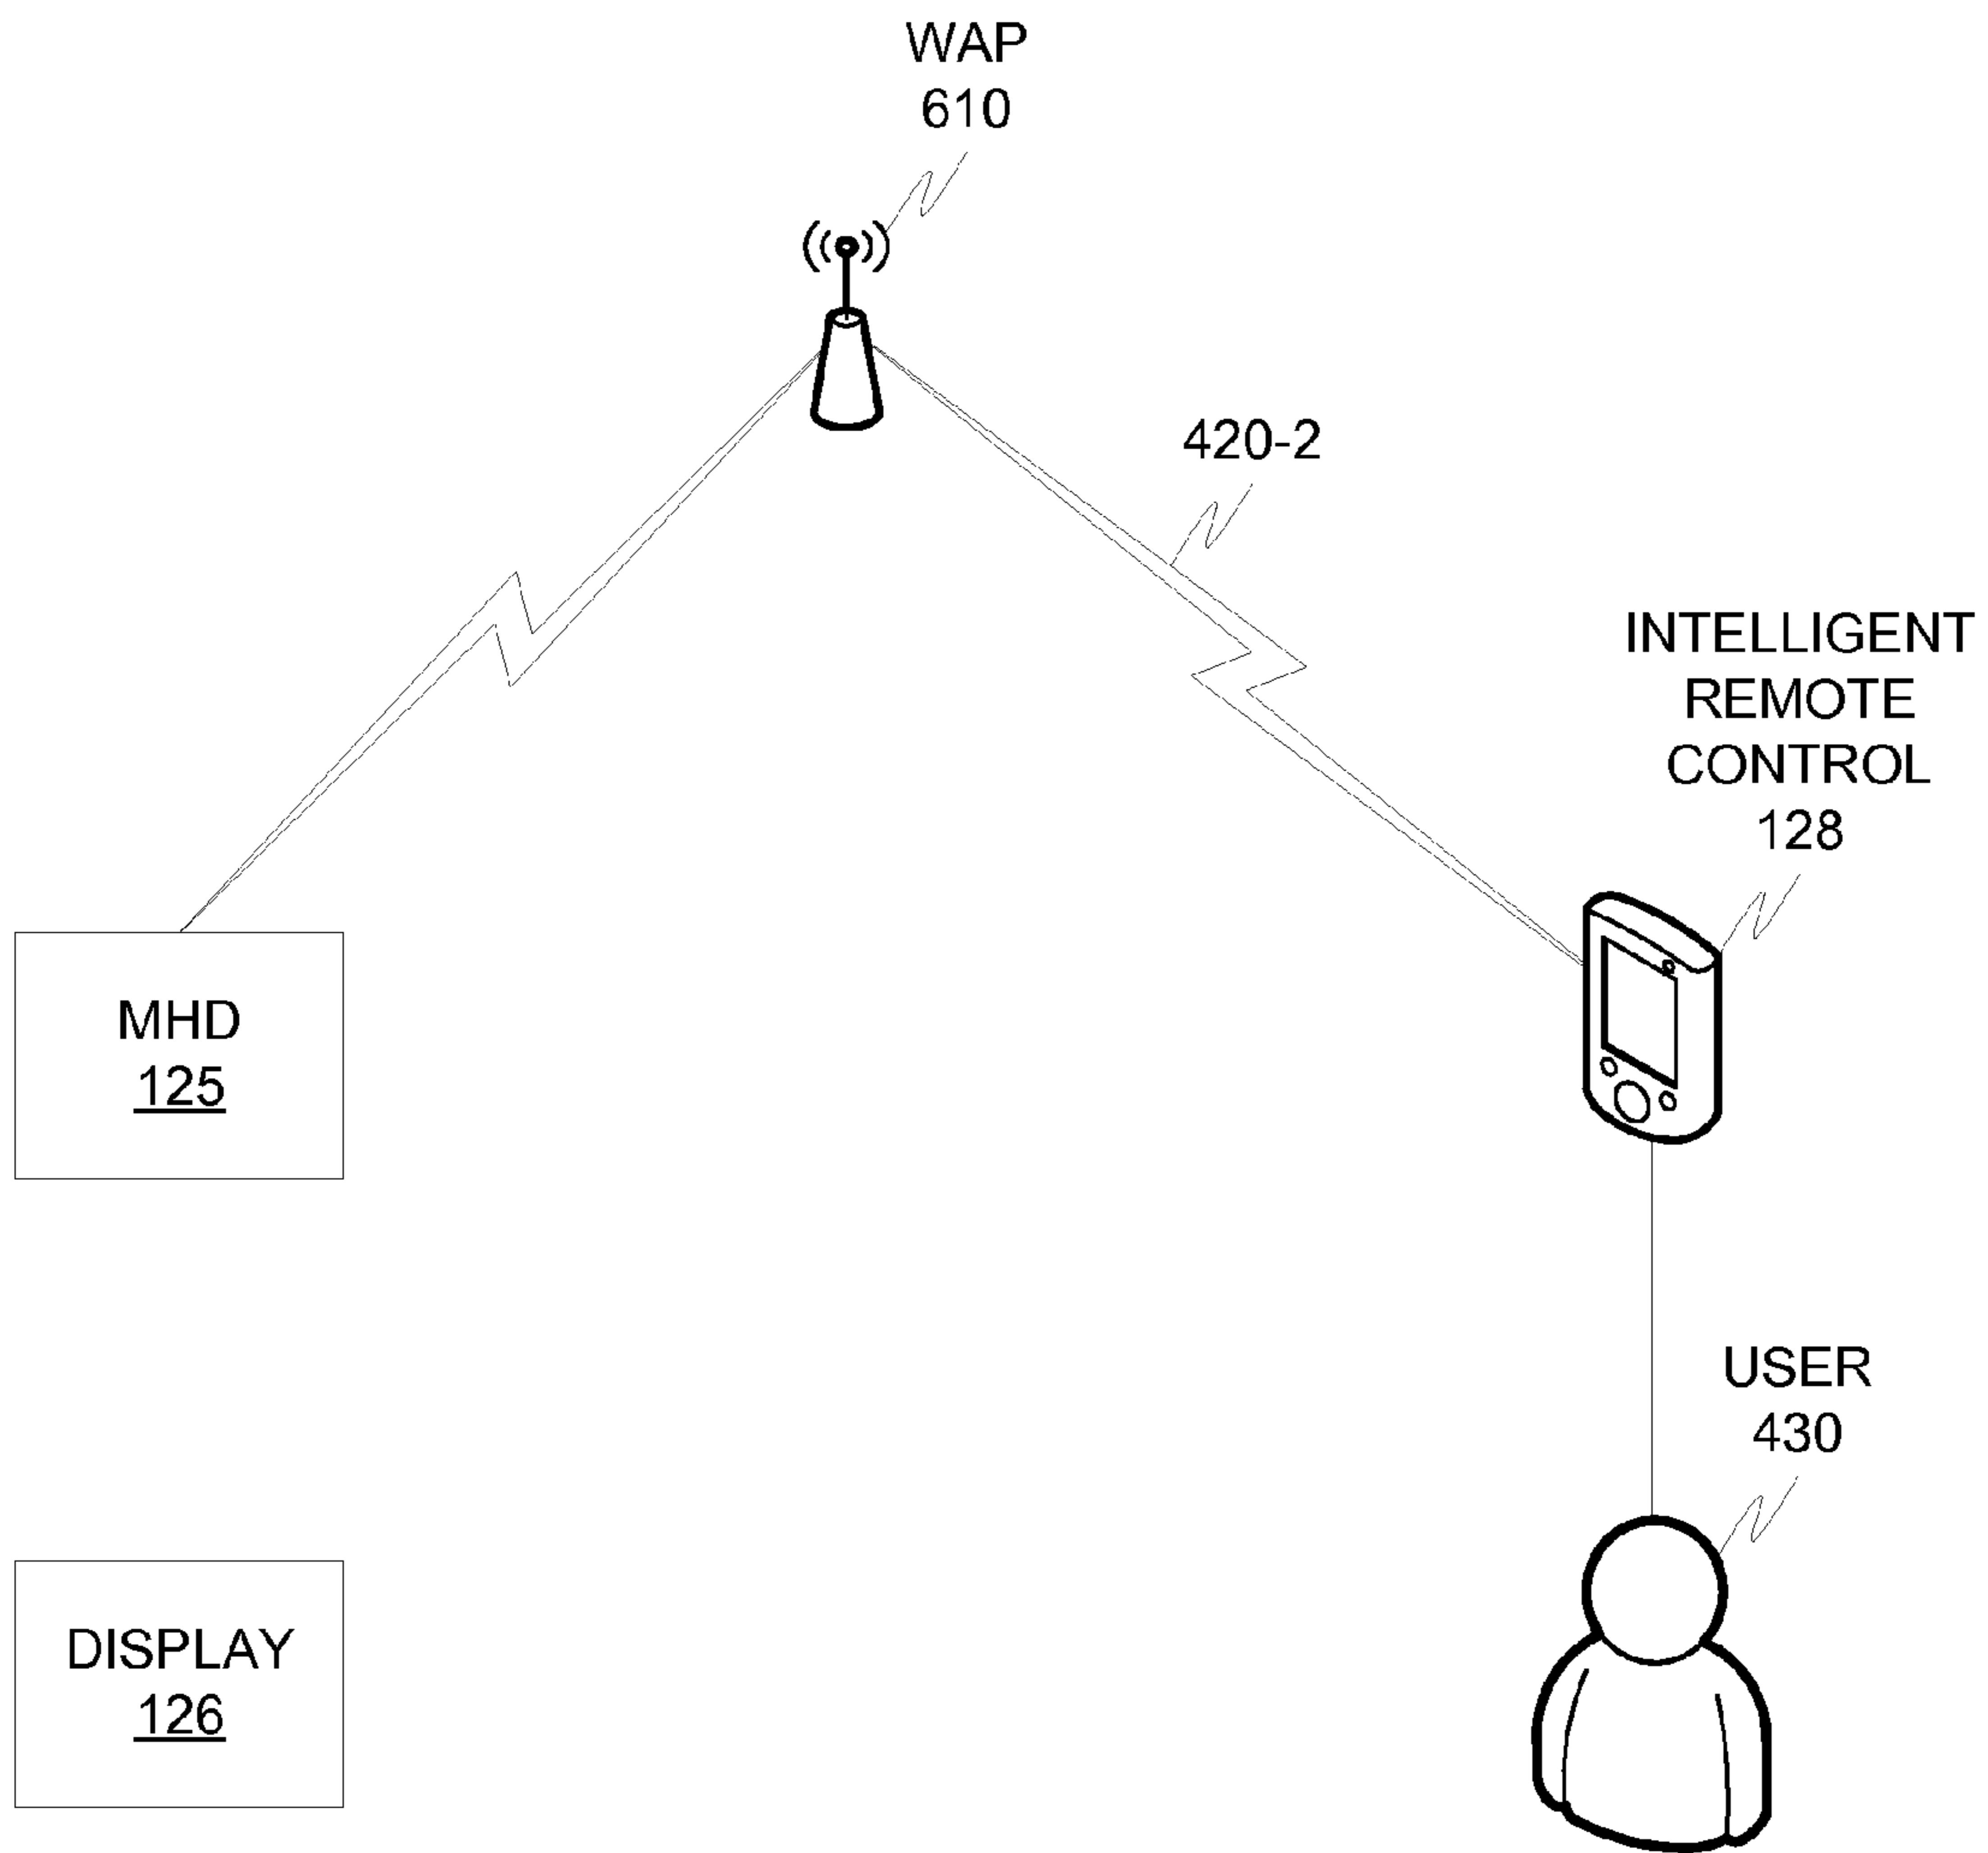 WAP
610
420-2
INTELLIGENT
REMOTE
CONTROL
128
MHD
125
USER
430
DISPLAY
126